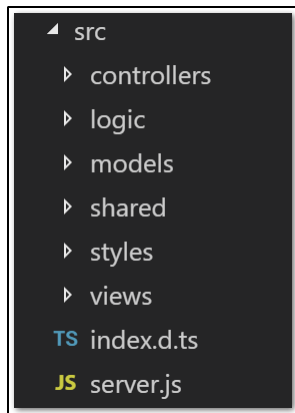 src
controllers
logic
models
shared
styles
views
TS index.d.ts
JS server.js